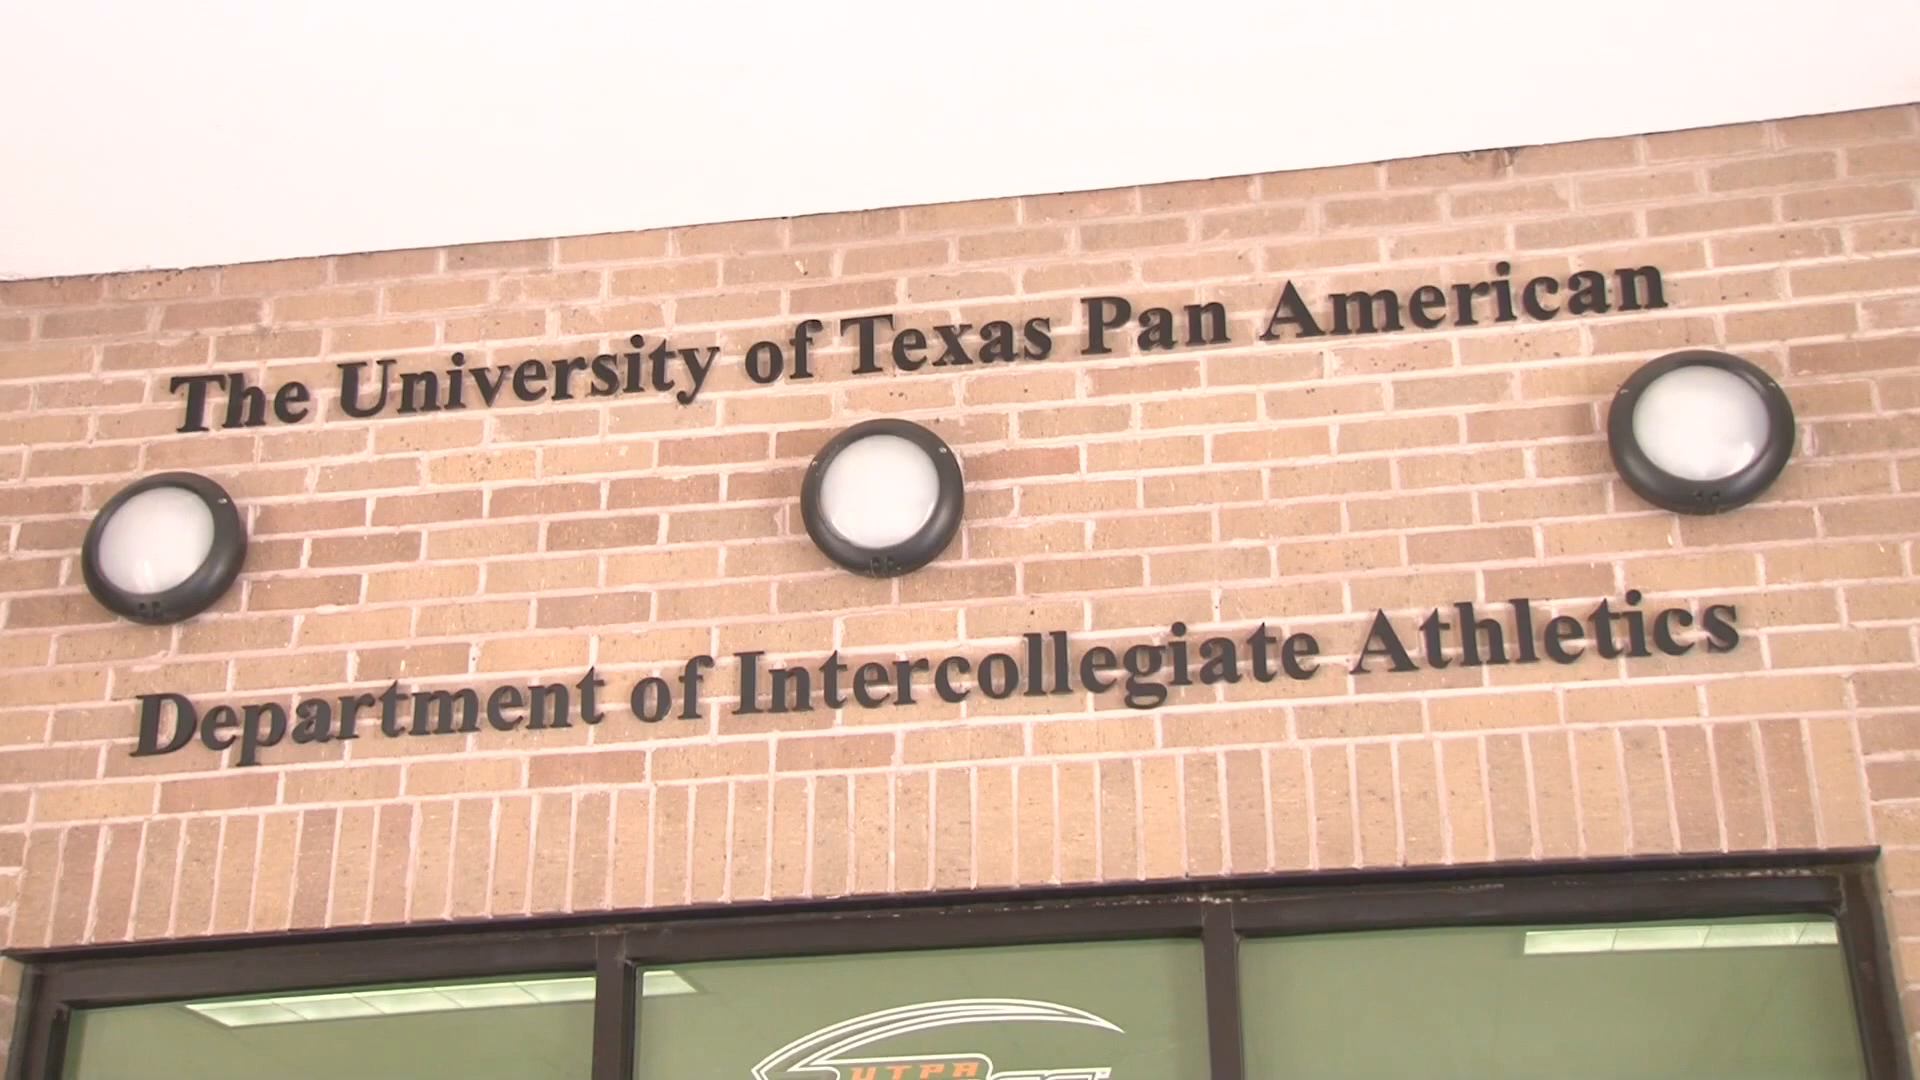 The University of Texas Pan American
Department of Intercollegiate Athletics
UTPA